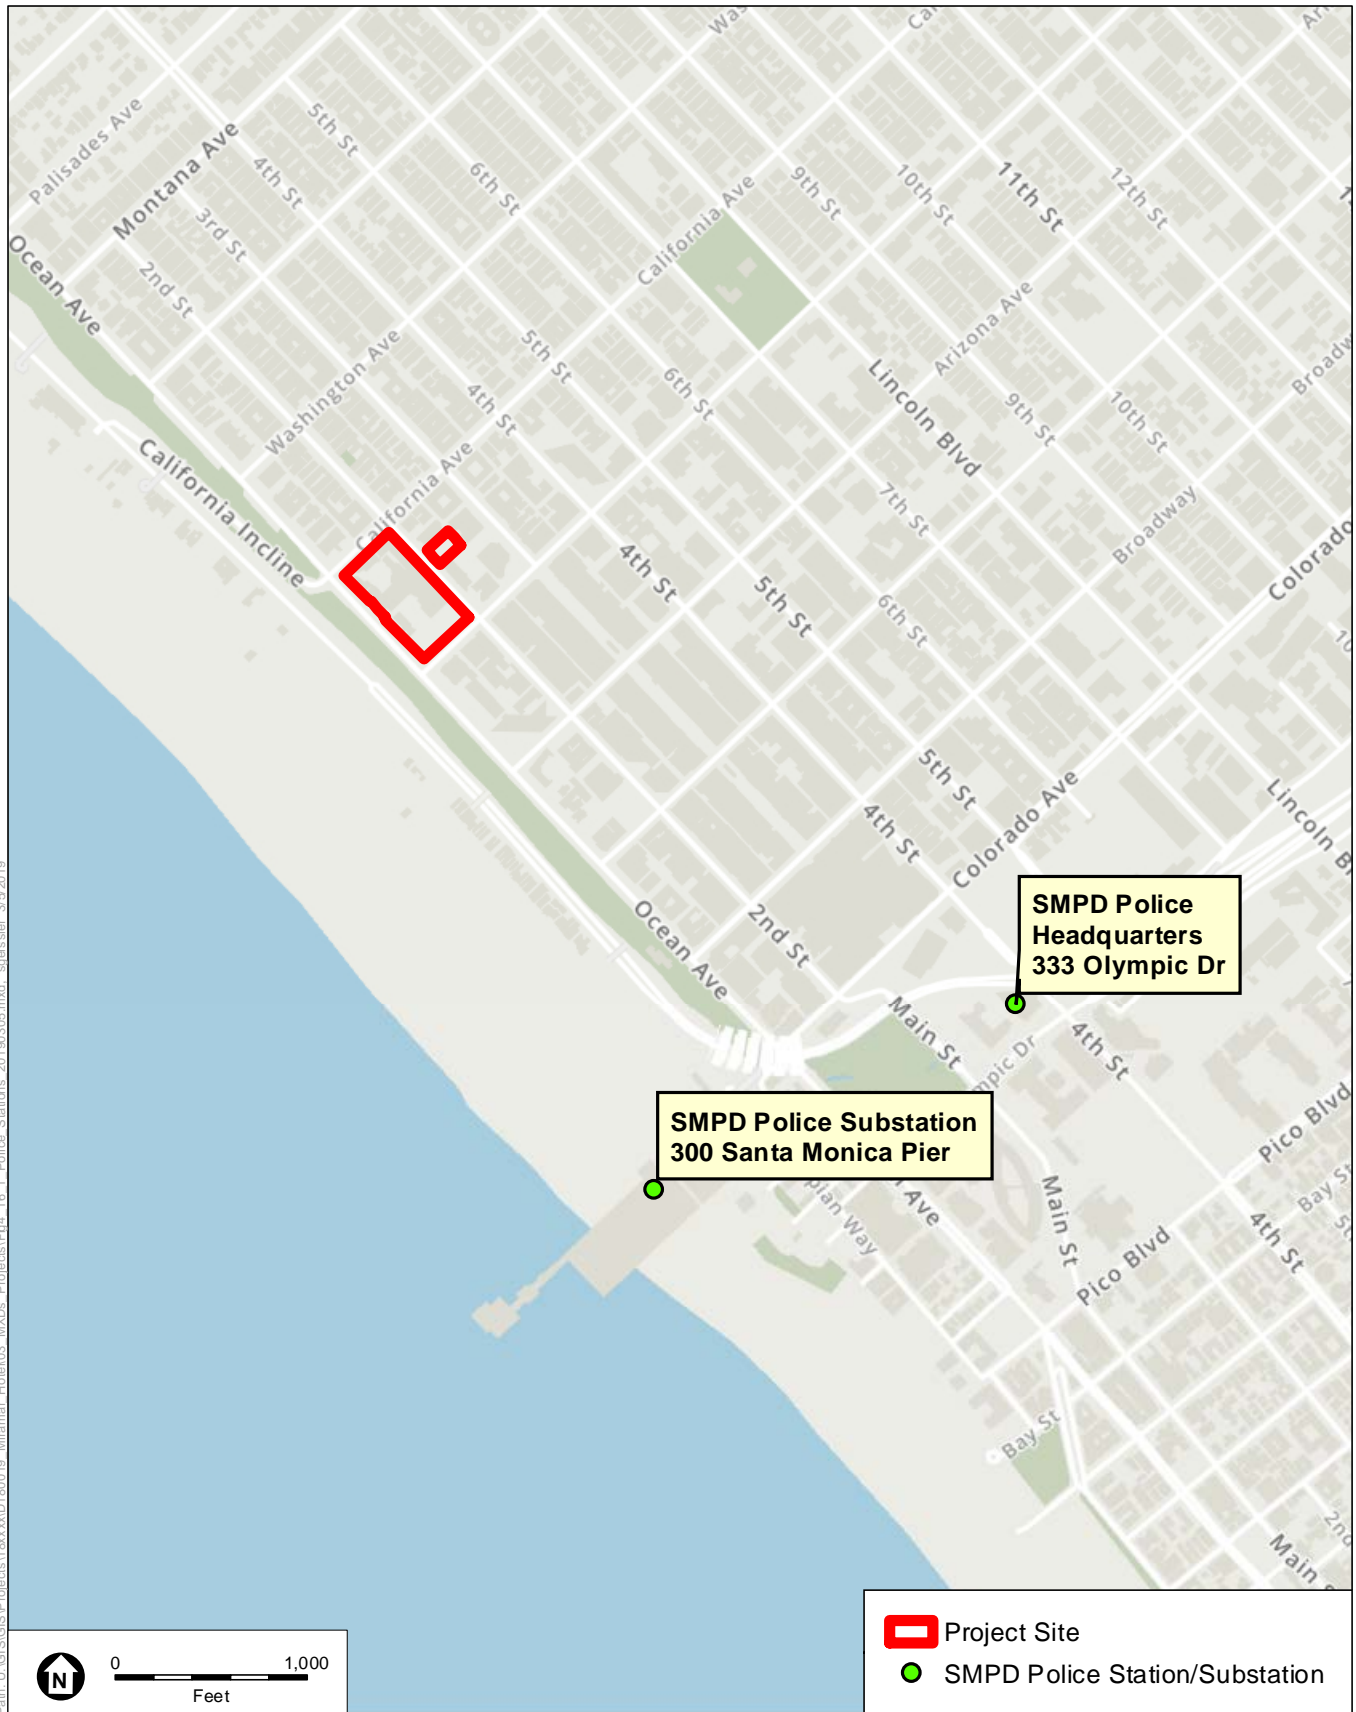 Palisades Ave
Montana Ave
5th St
4th St
3rd St
2nd St
Ocean Ave
6th St
California Ave
9th St
10th St
11th St
12th St
Washington Ave
5th St
4th St
6th St
Arizona Ave
Lincoln Blvd
9th St
10th St
California Incline
California Ave
7th St
Broadway
4th St
5th St
6th St
Colorado
5th St
4th St
Colorado Ave
Ocean Ave
2nd St
SMPD Police
Headquarters
333 Olympic Dr
Main St
4th St
SMPD Police Substation
300 Santa Monica Pier
Ave
Way
Main St
Pico Blvd
Pico Blvd
Bay St
4th St
Bay St
2nd
Main
0
1,000
Feet
N
Project Site
SMPD Police Station/Substation